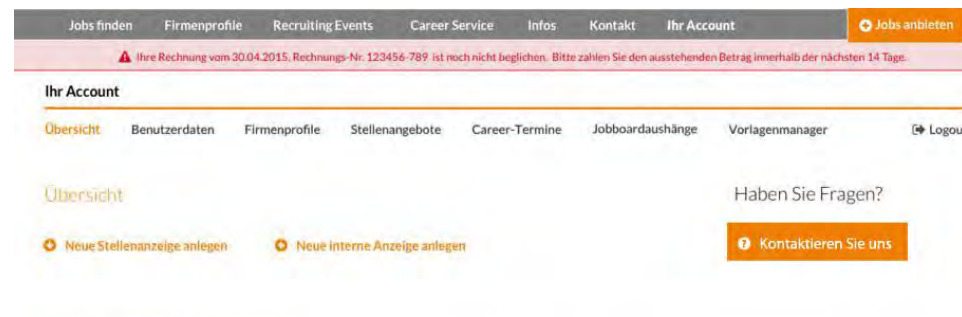 Jobs finden Firmenprofile Recruiting Events Career Service Infos Kontakt Ihr Account Jobs anbieten
Ihre Rechnung vom 30.04.2015, Rechnungs-Nr. 123456-789 ist noch nicht beglichen. Bitte zahlen Sie den ausstehenden Betrag innerhalb der nächsten 14 Tage.
Ihr Account
Übersicht Benutzerdaten Firmenprofile Stellenangebote Career-Termine Jobboardaushänge Vorlagenmanager Logou
Übersicht Haben Sie Fragen?
Neue Stellenanzeige anlegen Neue interne Anzeige anlegen Kontaktieren Sie uns